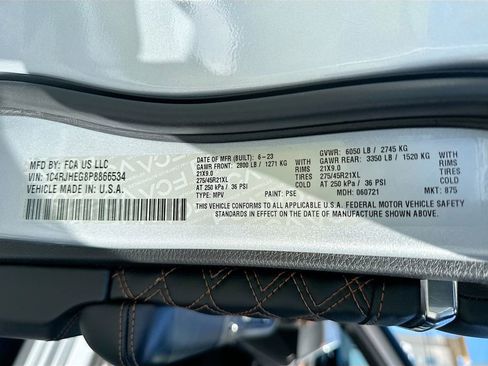 MFD BY: FCA US LLC
VIN: 1C4RJHEG8P8866534
VEHICLE MADE IN: U.S.A.
DATE OF MFR (BUILT): 6-23
GAWR FRONT: 2800 LB / 1271 KG WITH
21X9.0 RIMS
275/45R21XL TIRES
AT 250 kPa / 36 PSI COLD
TYPE: MPV PAINT: PSE
GVWR: 6050 LB / 2745 KG
GAWR REAR: 3350 LB / 1520 KG WITH
21X9.0 RIMS
275/45R21XL TIRES
AT 250 kPa / 36 PSI COLD
MDH: 060721 MKT: 875
THIS VEHICLE CONFORMS TO ALL APPLICABLE U.S.A. FEDERAL MOTOR VEHICLE SAFETY
STANDARDS IN EFFECT ON THE DATE OF MANUFACTURE SHOWN ABOVE.